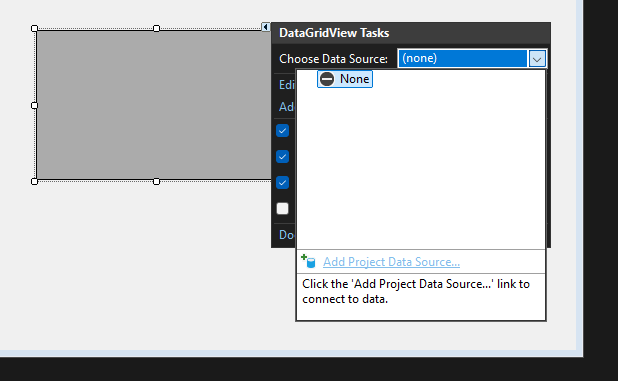 DataGridView Tasks
Choose Data Source: (none)
None
Edi
Ad
Do
Add Project Data Source...
Click the 'Add Project Data Source...' link to
connect to data.